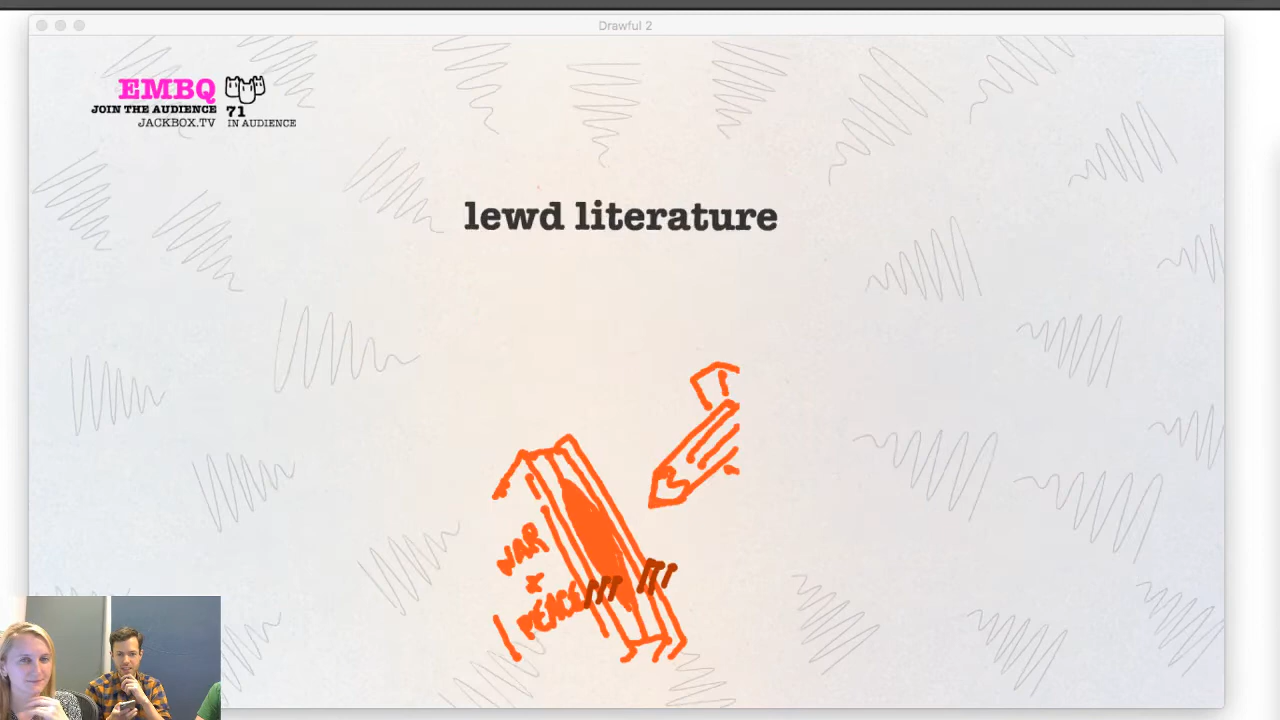 Drawful 2
EMBQ
JOIN THE AUDIENCE
JACKBOX.TV
71
IN AUDIENCE
lewd literature
WAR
&
PEACE